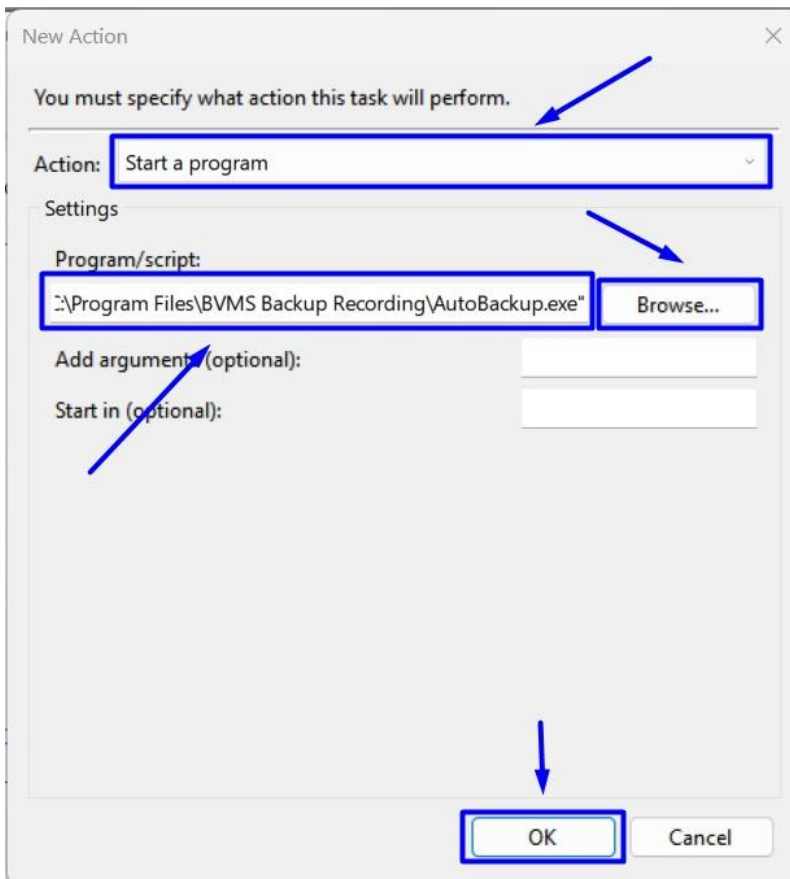 New Action
You must specify what action this task will perform.
Action: Start a program
Settings
Program/script:
:\Program Files\BVMS Backup Recording\AutoBackup.exe" Browse...
Add arguments (optional):
Start in (optional):
OK Cancel